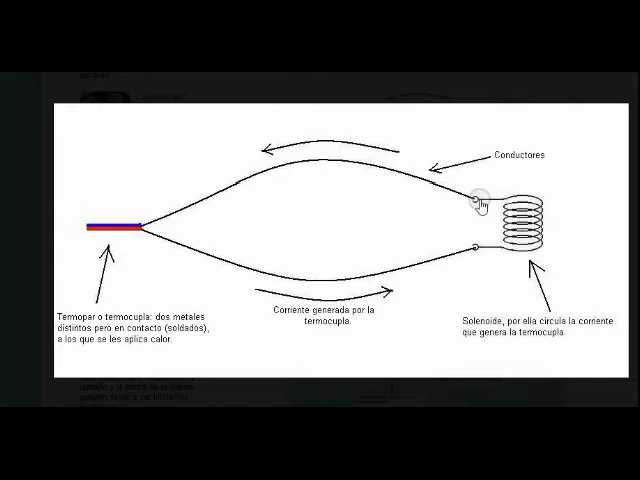 Conductores
Termopar o termocupla: dos metales
distintos pero en contacto (soldados),
a los que se les aplica calor.
Corriente generada por la
termocupla.
Solenoide, por ella circula la corriente
que genera la termocupla.